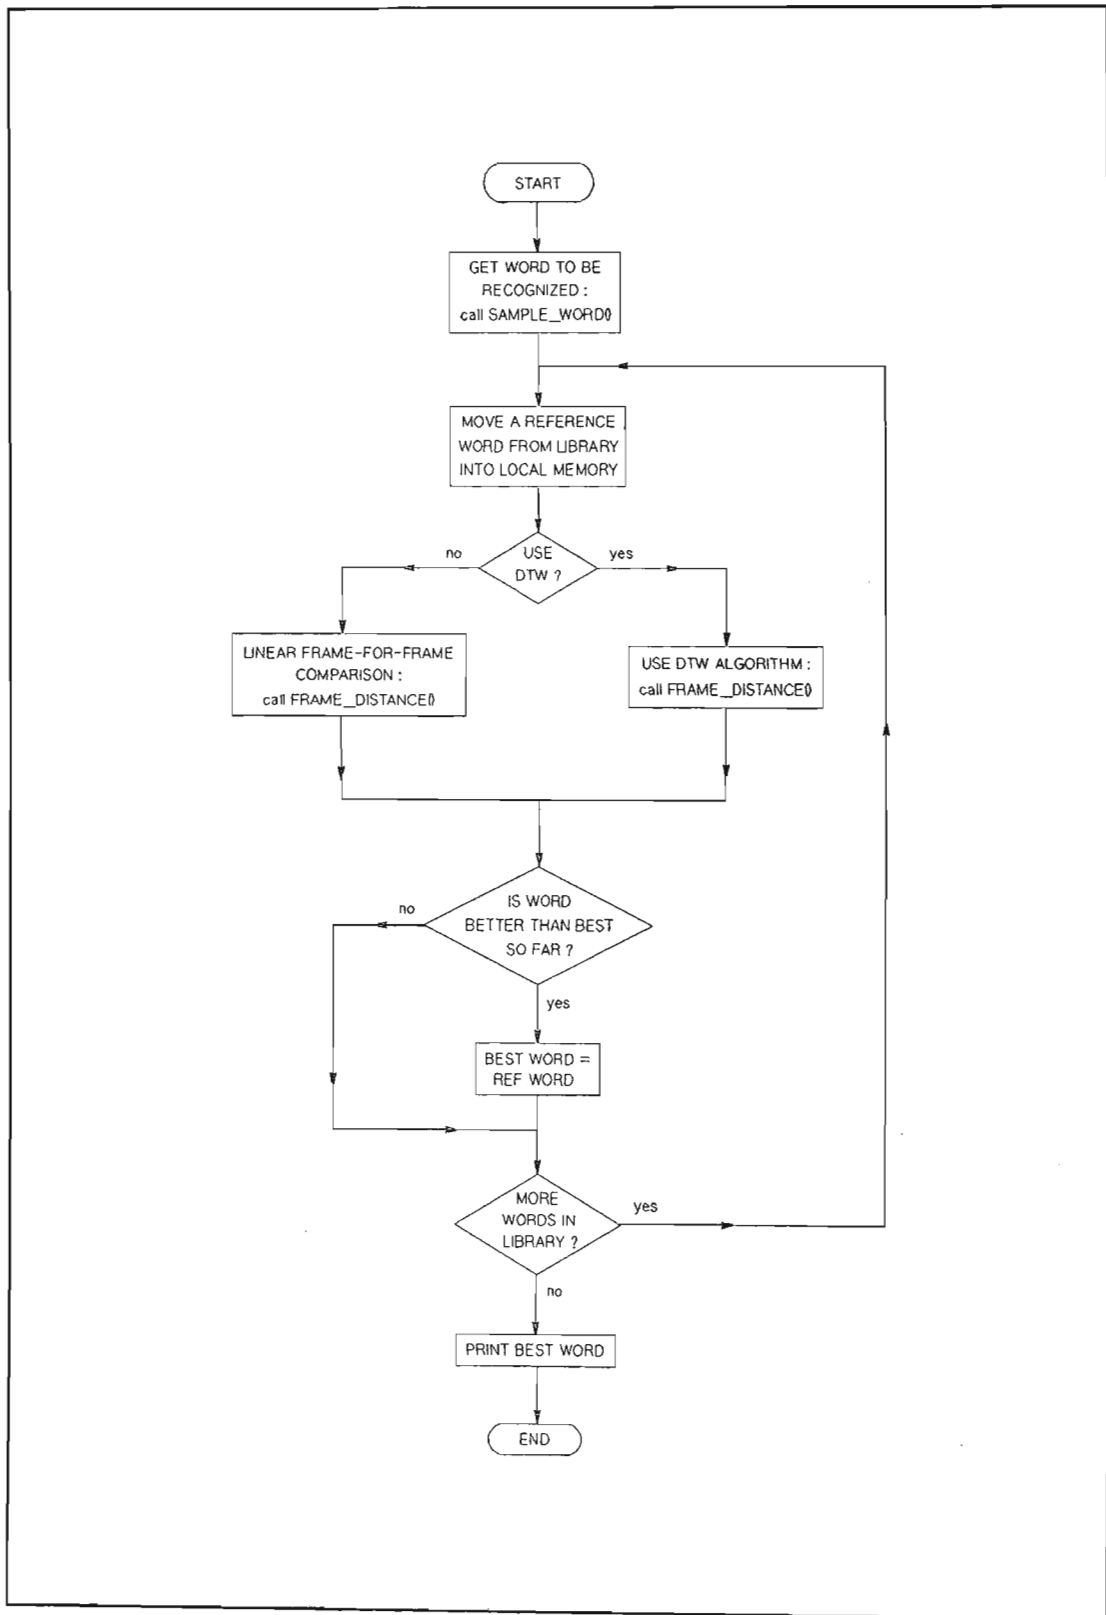 START
GET WORD TO BE
RECOGNIZED :
call SAMPLE_WORD()
MOVE A REFERENCE
WORD FROM LIBRARY
INTO LOCAL MEMORY
USE
DTW ?
no
yes
LINEAR FRAME-FOR-FRAME
COMPARISON :
call FRAME_DISTANCE()
USE DTW ALGORITHM :
call FRAME_DISTANCE()
IS WORD
BETTER THAN BEST
SO FAR ?
no
yes
BEST WORD =
REF WORD
MORE
WORDS IN
LIBRARY ?
yes
no
PRINT BEST WORD
END